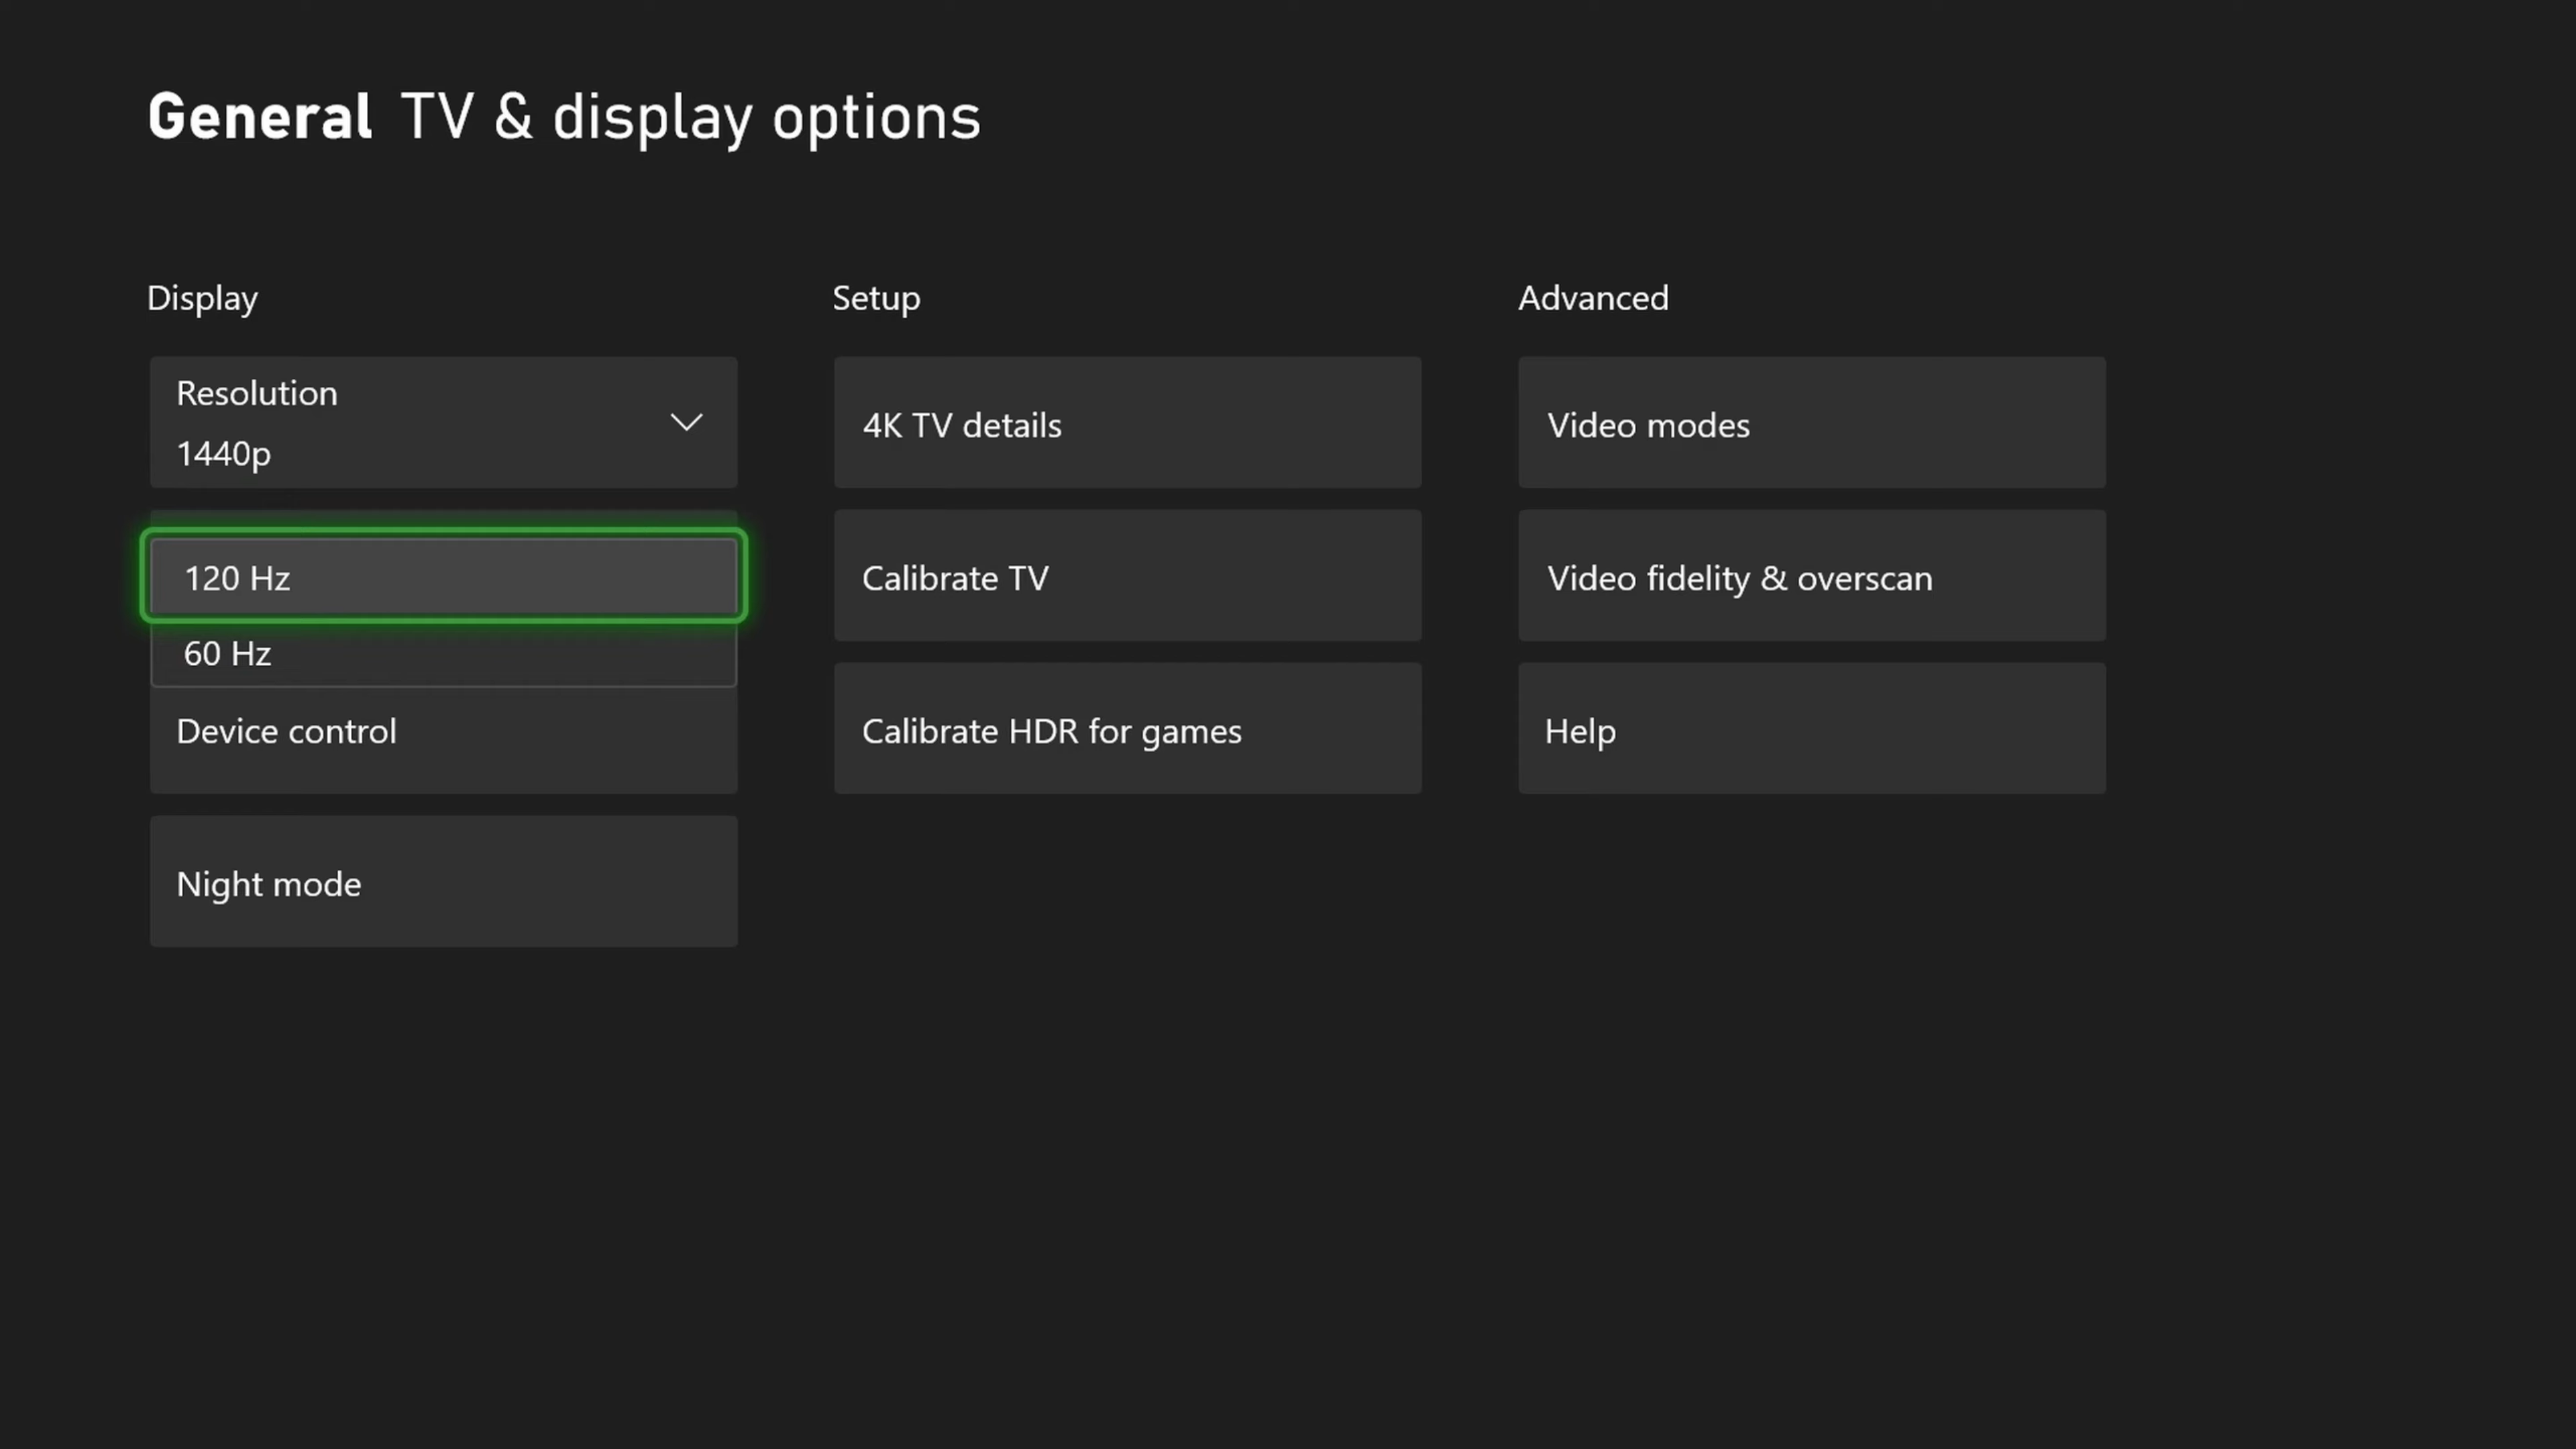 General TV & display options
Display
Resolution
1440p
120 Hz
60 Hz
Device control
Night mode
Setup
4K TV details
Calibrate TV
Calibrate HDR for games
Advanced
Video modes
Video fidelity & overscan
Help